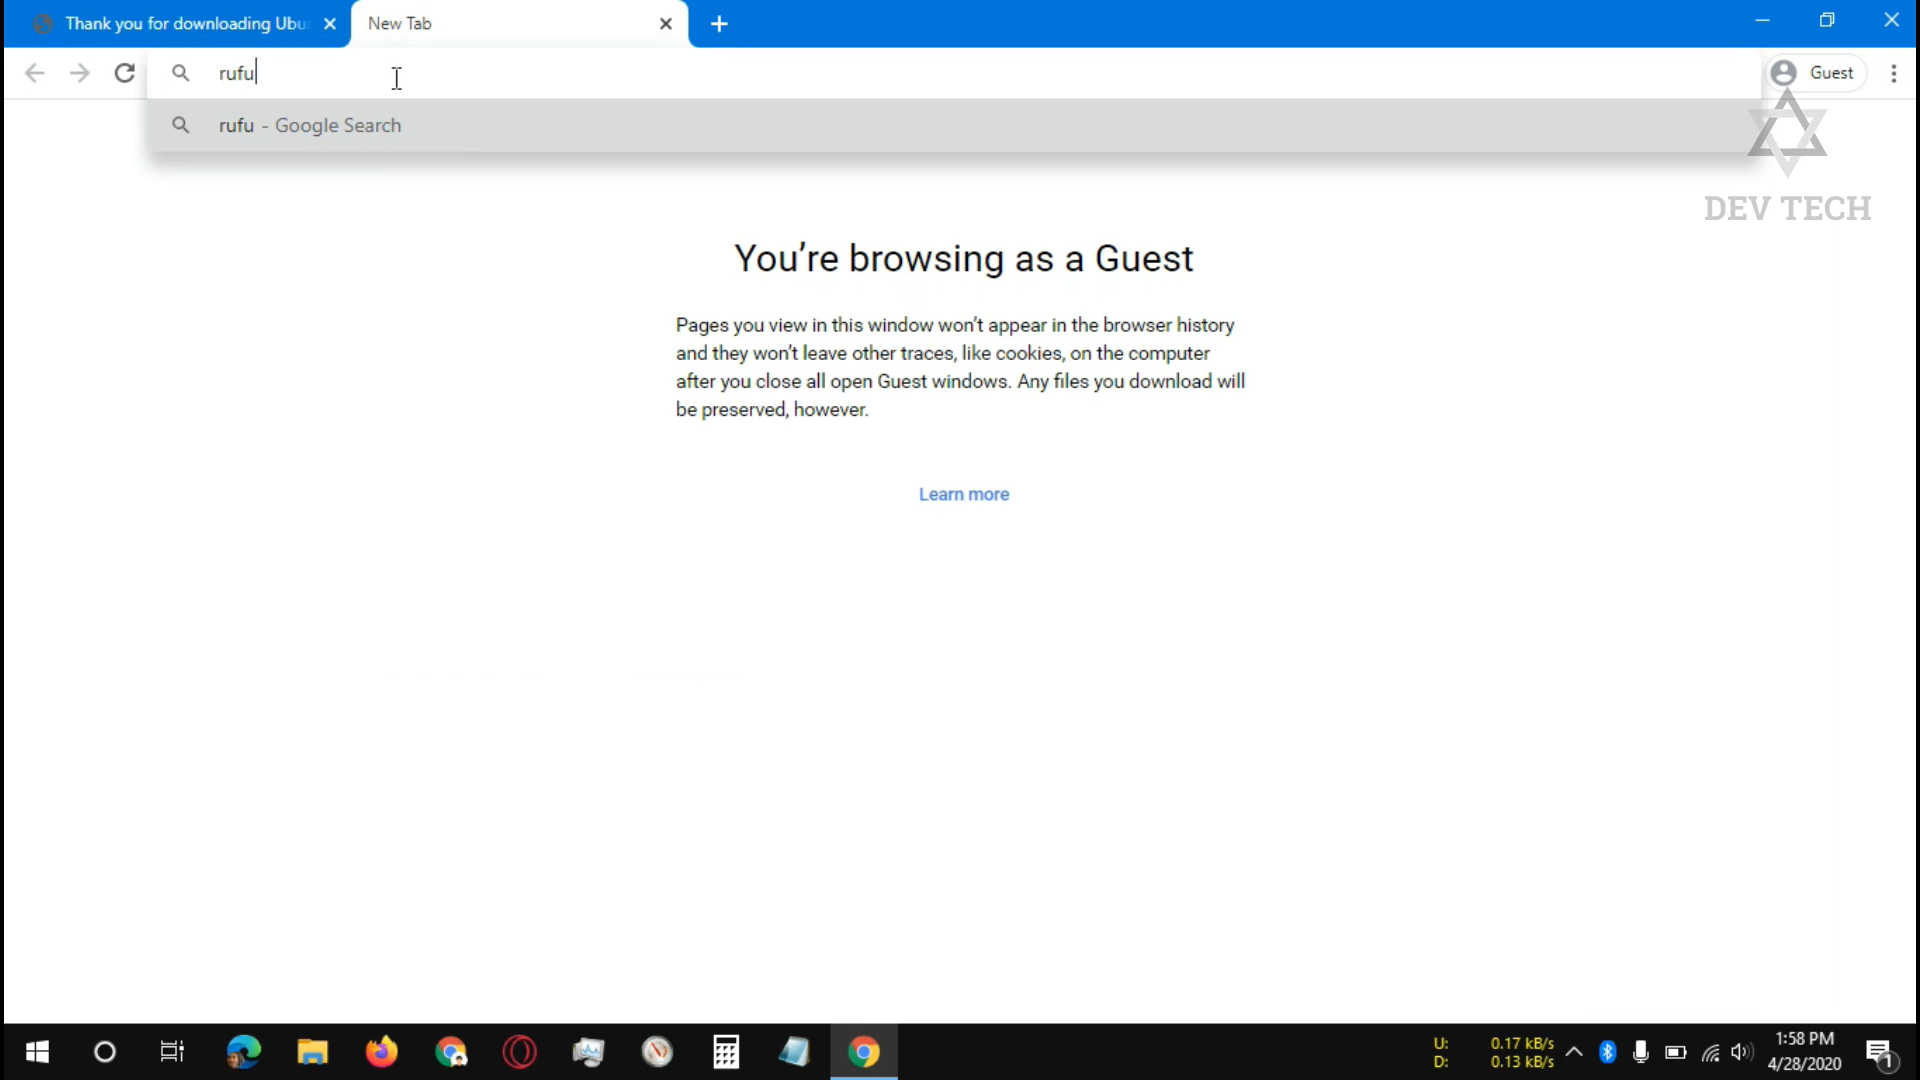 Thank you for downloading Ubu
New Tab
rufu
Guest
rufu - Google Search
DEV TECH
You’re browsing as a Guest
Pages you view in this window won’t appear in the browser history
and they won’t leave other traces, like cookies, on the computer
after you close all open Guest windows. Any files you download will
be preserved, however.
Learn more
U: 0.17 kB/s
D: 0.13 kB/s
1:58 PM
4/28/2020
1